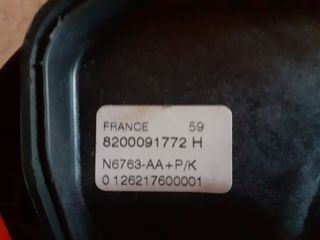 FRANCE 59
8200091772 H
N6763-AA+P/K
0 126217600001